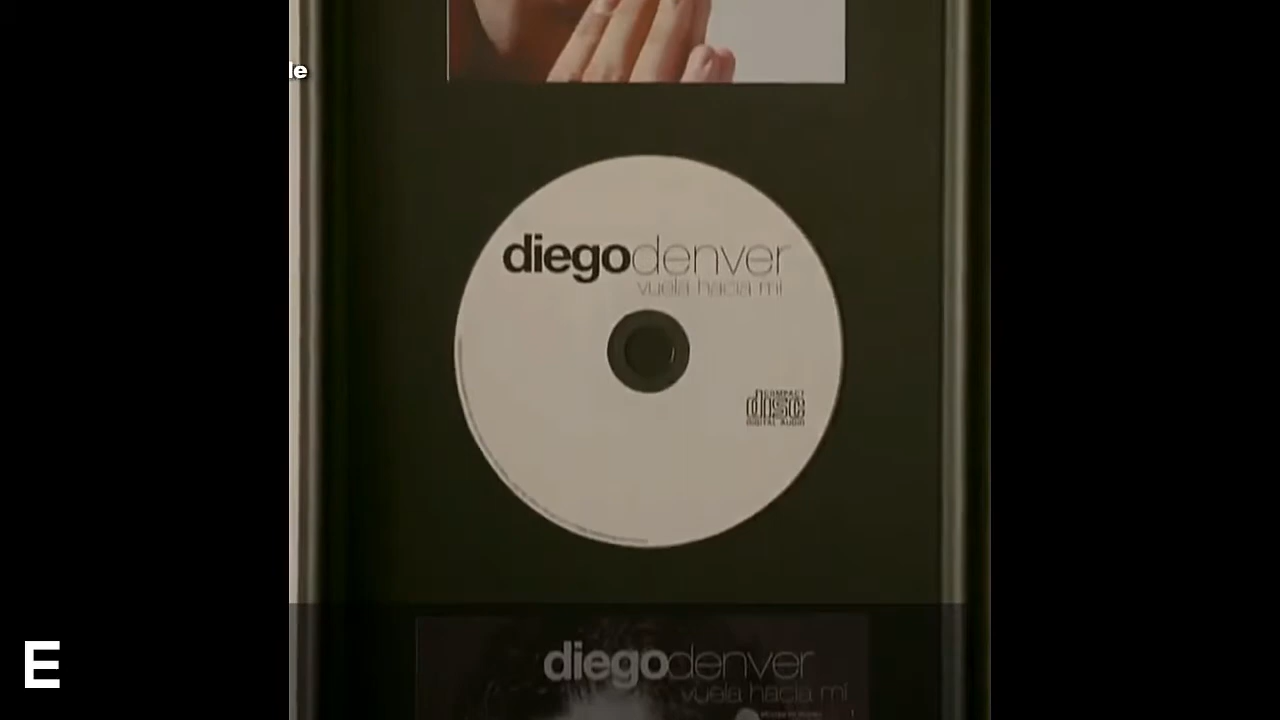 le
diegodenver
vuela hacia mi
COMPACT
disc
DIGITAL AUDIO
E
diegodenver
vuela hacia mi